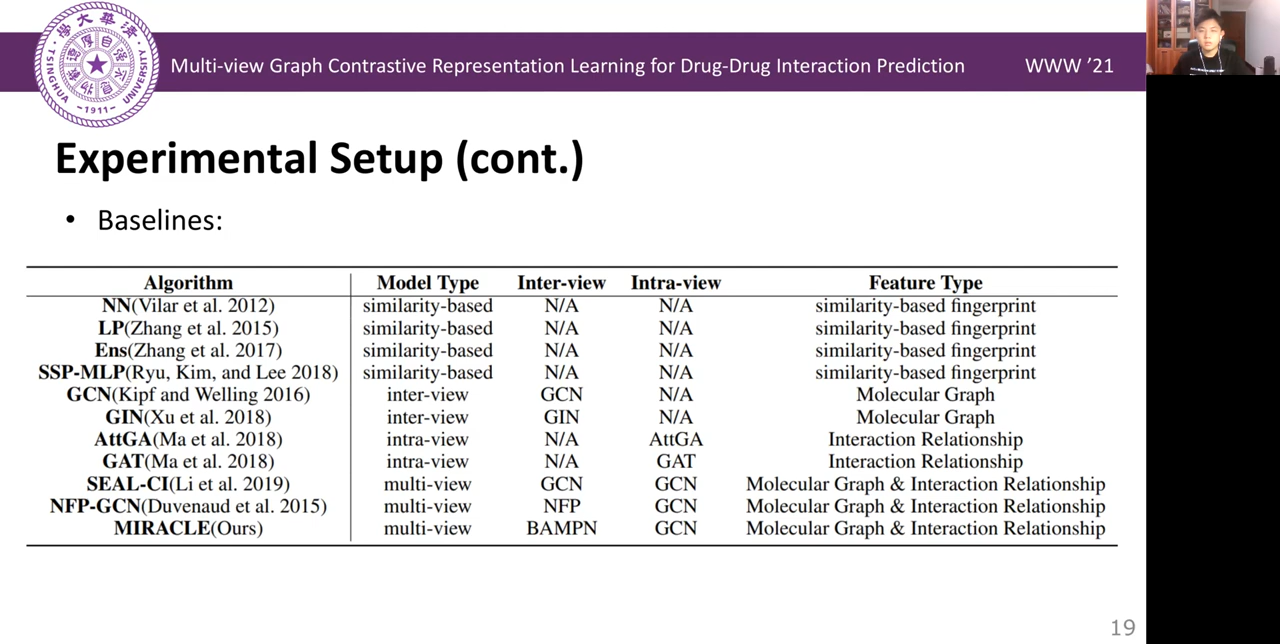 Multi-view Graph Contrastive Representation Learning for Drug-Drug Interaction Prediction WWW ’21
TSINGHUA UNIVERSITY
-1911-
Experimental Setup (cont.)
• Baselines:
Algorithm Model Type Inter-view Intra-view Feature Type
NN(Vilar et al. 2012) similarity-based N/A N/A similarity-based fingerprint
LP(Zhang et al. 2015) similarity-based N/A N/A similarity-based fingerprint
Ens(Zhang et al. 2017) similarity-based N/A N/A similarity-based fingerprint
SSP-MLP(Ryu, Kim, and Lee 2018) similarity-based N/A N/A similarity-based fingerprint
GCN(Kipf and Welling 2016) inter-view GCN N/A Molecular Graph
GIN(Xu et al. 2018) inter-view GIN N/A Molecular Graph
AttGA(Ma et al. 2018) intra-view N/A AttGA Interaction Relationship
GAT(Ma et al. 2018) intra-view N/A GAT Interaction Relationship
SEAL-CI(Li et al. 2019) multi-view GCN GCN Molecular Graph & Interaction Relationship
NFP-GCN(Duvenaud et al. 2015) multi-view NFP GCN Molecular Graph & Interaction Relationship
MIRACLE(Ours) multi-view BAMPN GCN Molecular Graph & Interaction Relationship
19